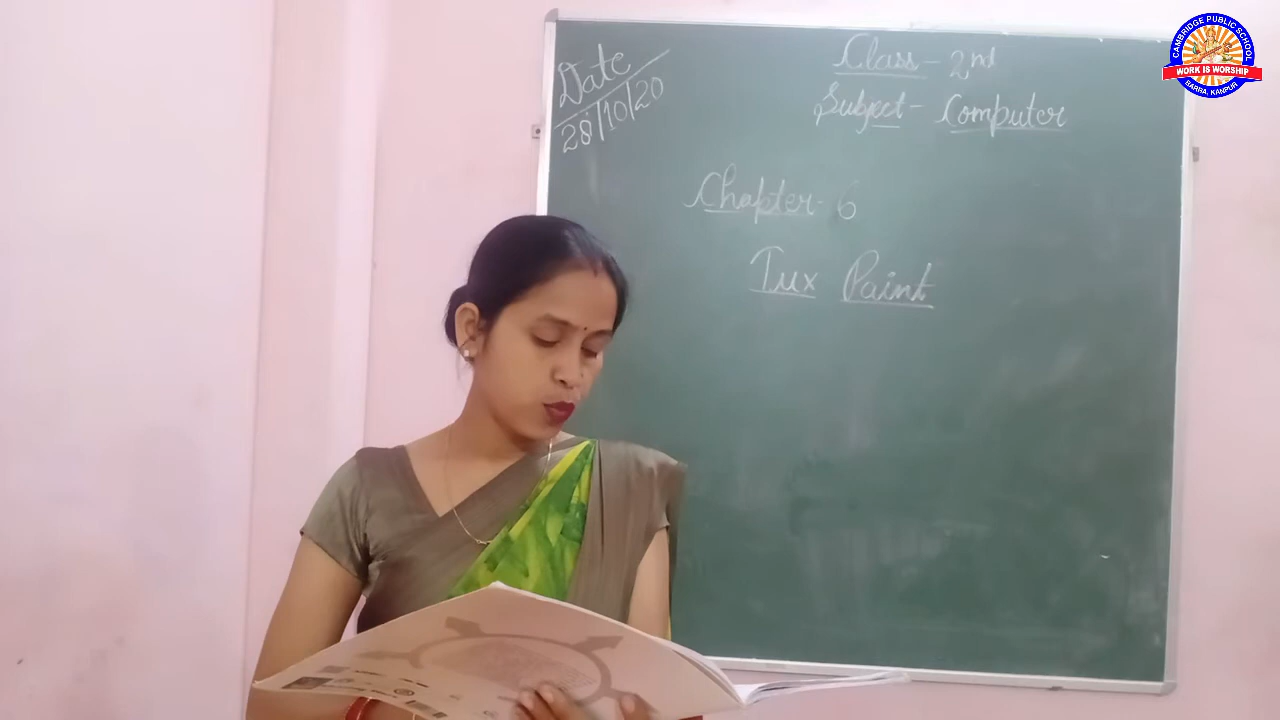 Date
28/10/20
Class - 2nd
Subject - Computer
Chapter - 6
Tux Paint
CAMBRIDGE PUBLIC SCHOOL
WORK IS WORSHIP
BARRA, KANPUR